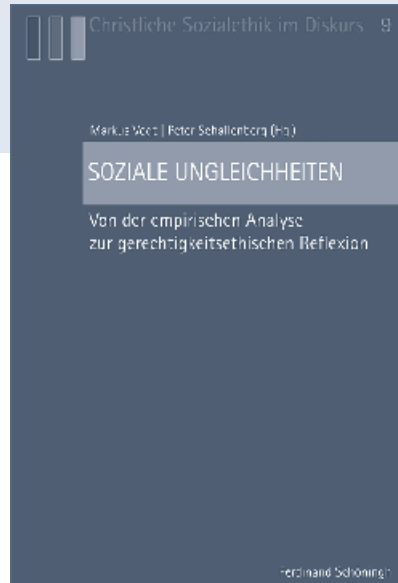 Christliche Sozialethik im Diskurs 9
Markus Vogt | Peter Schallenberg (Hg.)
SOZIALE UNGLEICHHEITEN
Von der empirischen Analyse
zur gerechtigkeitsethischen Reflexion
Ferdinand Schöningh